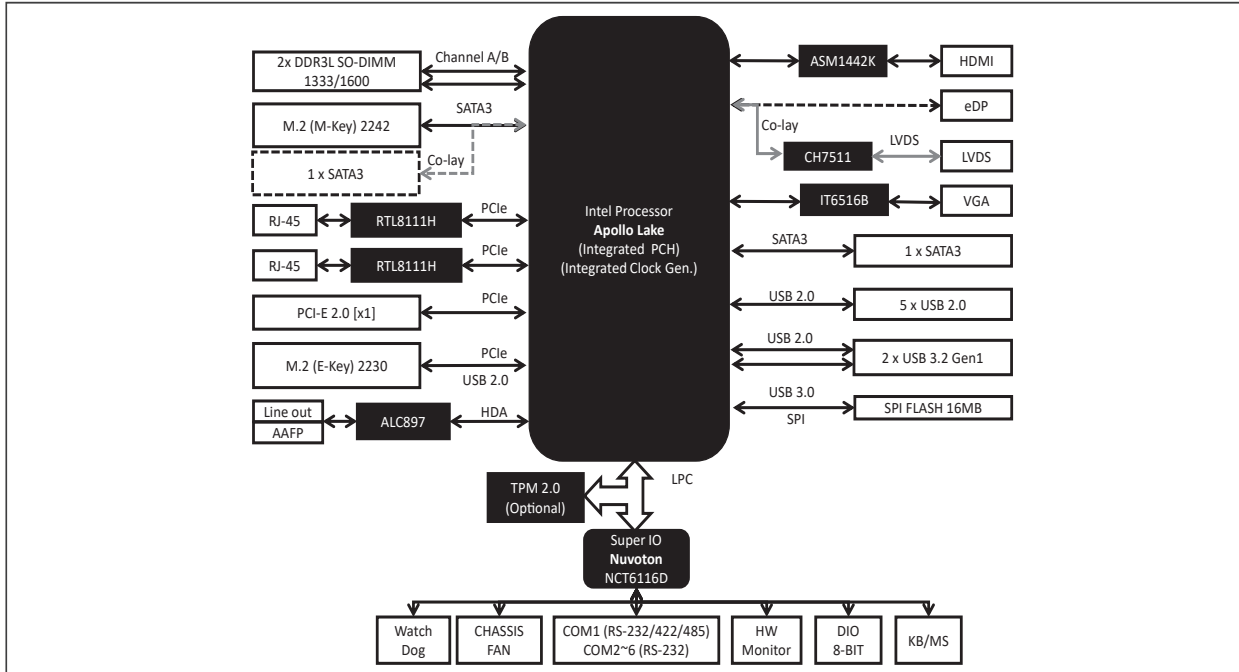 2x DDR3L SO-DIMM
1333/1600
Channel A/B
M.2 (M-Key) 2242
SATA3
1 x SATA3
Co-lay
RJ-45
RTL8111H
PCIe
RJ-45
RTL8111H
PCIe
PCI-E 2.0 [x1]
PCIe
M.2 (E-Key) 2230
PCIe
USB 2.0
Line out
AAFP
ALC897
HDA
Intel Processor
Apollo Lake
(Integrated PCH)
(Integrated Clock Gen.)
ASM1442K
HDMI
eDP
Co-lay
CH7511
LVDS
LVDS
IT6516B
VGA
SATA3
1 x SATA3
USB 2.0
5 x USB 2.0
USB 2.0
2 x USB 3.2 Gen1
USB 3.0
SPI
SPI FLASH 16MB
LPC
TPM 2.0
(Optional)
Super IO
Nuvoton
NCT6116D
Watch
Dog
CHASSIS
FAN
COM1 (RS-232/422/485)
COM2~6 (RS-232)
HW
Monitor
DIO
8-BIT
KB/MS